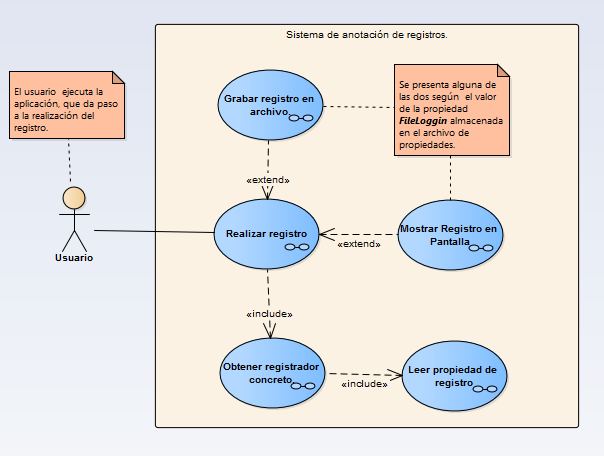 Sistema de anotación de registros.
El usuario ejecuta la
aplicación, que da paso
a la realización del
registro.
Grabar registro en
archivo
Se presenta alguna de
las dos según el valor
de la propiedad
FileLoggin almacenada
en el archivo de
propiedades.
«extend»
Usuario
Realizar registro
«extend»
Mostrar Registro en
Pantalla
«include»
Obtener registrador
concreto
«include»
Leer propiedad de
registro